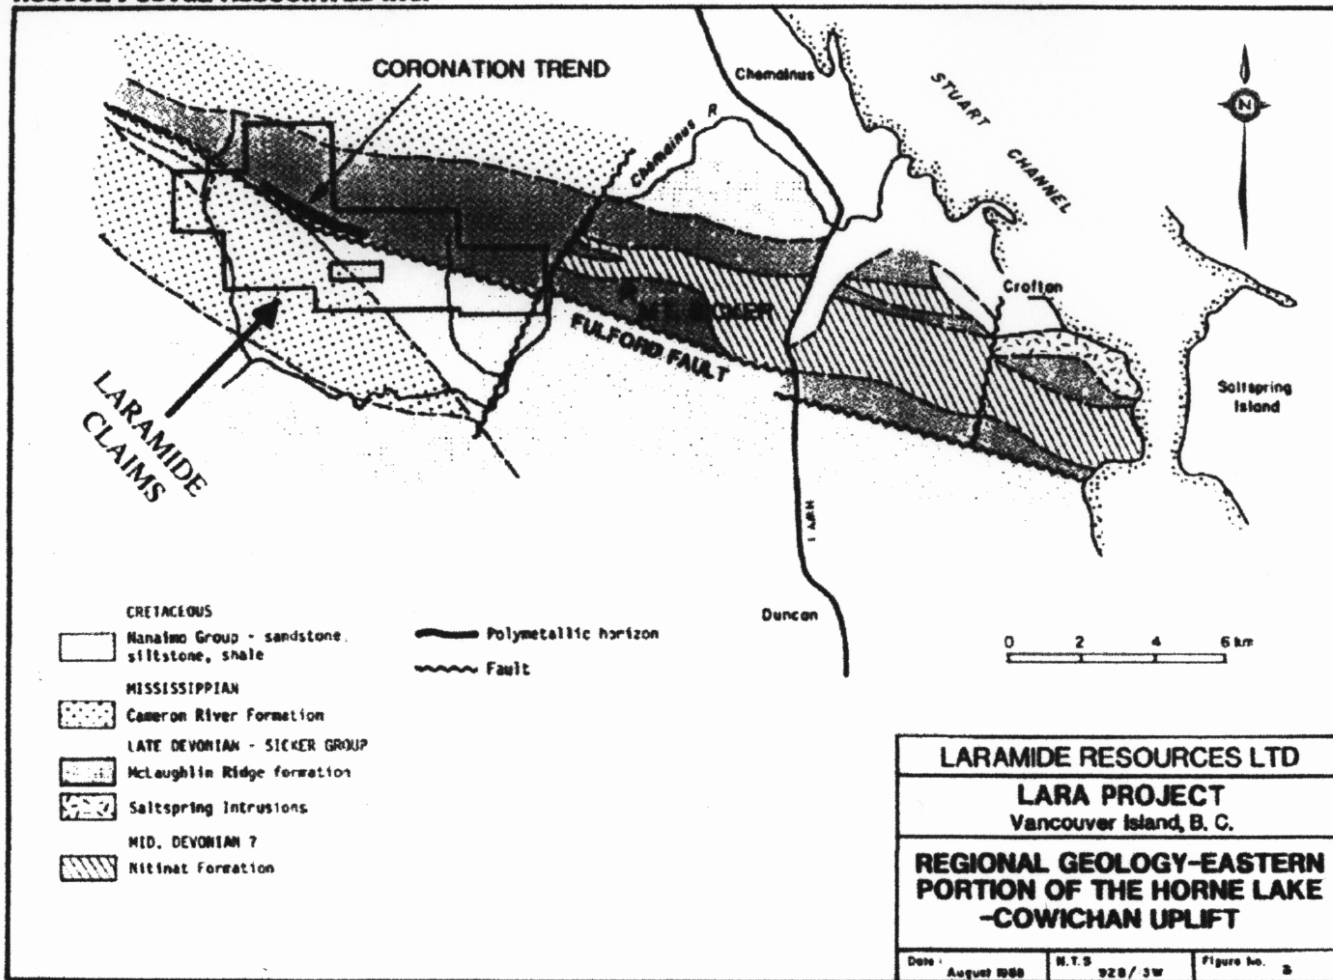 CORONATION TREND
Chemainus
STUART
CHANNEL
N
Chemainus R
Crofton
FULFORD FAULT
Saltspring
Island
LARAMIDE
CLAIMS
Duncan
0 2 4 6 km
CRETACEOUS
Nanaimo Group - sandstone,
siltstone, shale
MISSISSIPPIAN
Cameron River Formation
LATE DEVONIAN - SICKER GROUP
McLaughlin Ridge formation
Saltspring Intrusions
MID. DEVONIAN ?
Nitinat Formation
Polymetallic horizon
Fault
LARAMIDE RESOURCES LTD
LARA PROJECT
Vancouver Island, B. C.
REGIONAL GEOLOGY-EASTERN
PORTION OF THE HORNE LAKE
-COWICHAN UPLIFT
Date :
August
N.T.S
92B/ 3W
Figure No.